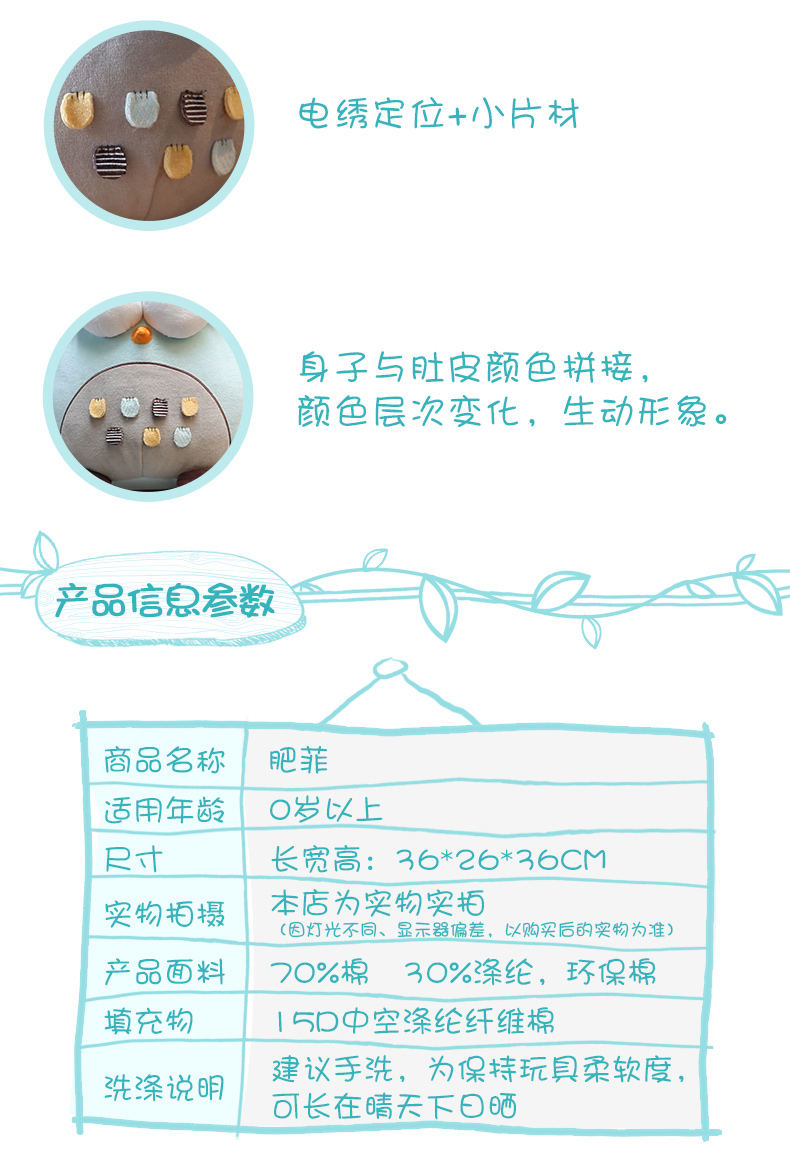 电绣定位+小片材
身子与肚皮颜色拼接，
颜色层次变化，生动形象。
产品信息参数
商品名称 肥菲
适用年龄 0岁以上
尺寸 长宽高：36*26*36CM
实物拍摄 本店为实物实拍
（因灯光不同、显示器偏差，以购买后的实物为准）
产品面料 70%棉 30%涤纶，环保棉
填充物 15D中空涤纶纤维棉
洗涤说明 建议手洗，为保持玩具柔软度，
可长在晴天下日晒